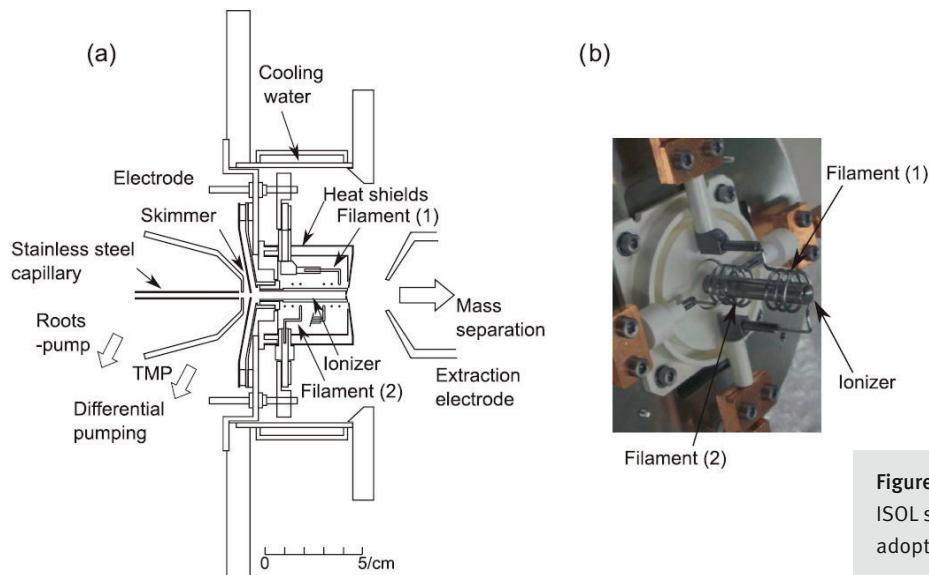 (a)
Cooling
water
Electrode
Heat shields
Skimmer
Filament (1)
Stainless steel
capillary
Roots
-pump
TMP
Differential
pumping
Ionizer
Filament (2)
Mass
separation
Extraction
electrode
0 5/cm
(b)
Filament (1)
Ionizer
Filament (2)
Figure
ISOL s
adopt